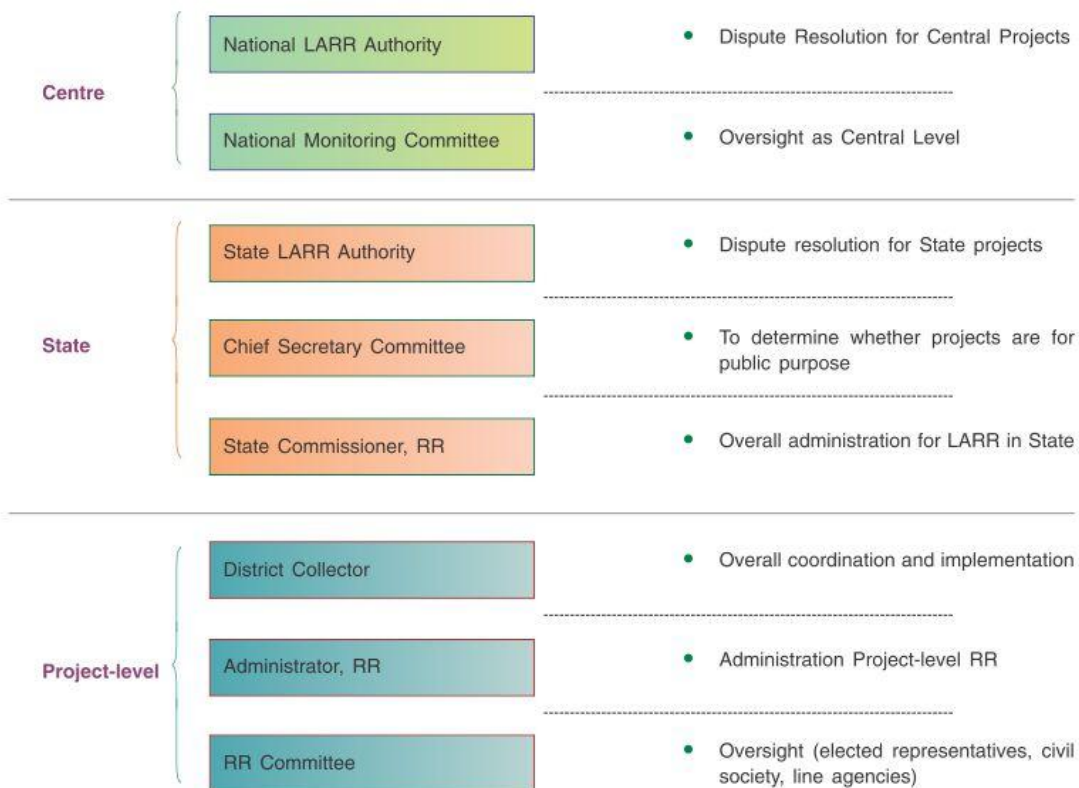 Centre
National LARR Authority
Dispute Resolution for Central Projects
National Monitoring Committee
Oversight as Central Level
State
State LARR Authority
Dispute resolution for State projects
Chief Secretary Committee
To determine whether projects are for
public purpose
State Commissioner, RR
Overall administration for LARR in State
Project-level
District Collector
Overall coordination and implementation
Administrator, RR
Administration Project-level RR
RR Committee
Oversight (elected representatives, civil
society, line agencies)